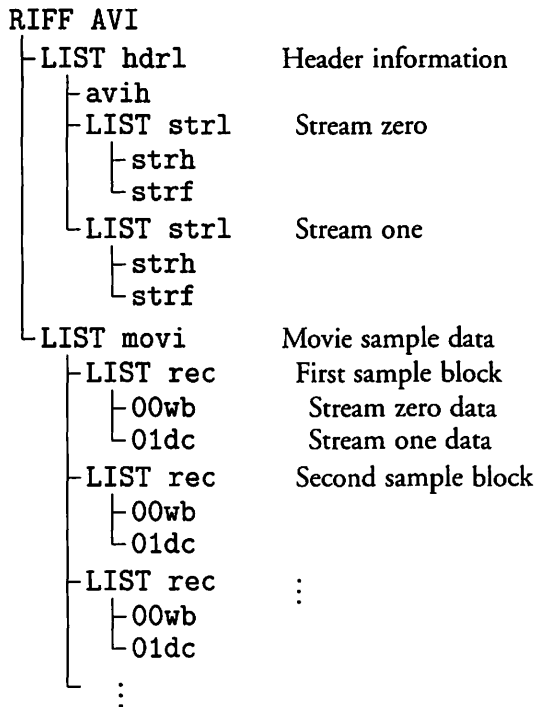 RIFF AVI
LIST hdrl Header information
avih
LIST strl Stream zero
strh
strf
LIST strl Stream one
strh
strf
LIST movi Movie sample data
LIST rec First sample block
00wb Stream zero data
01dc Stream one data
LIST rec Second sample block
00wb
01dc
LIST rec ⋮
00wb
01dc
⋮